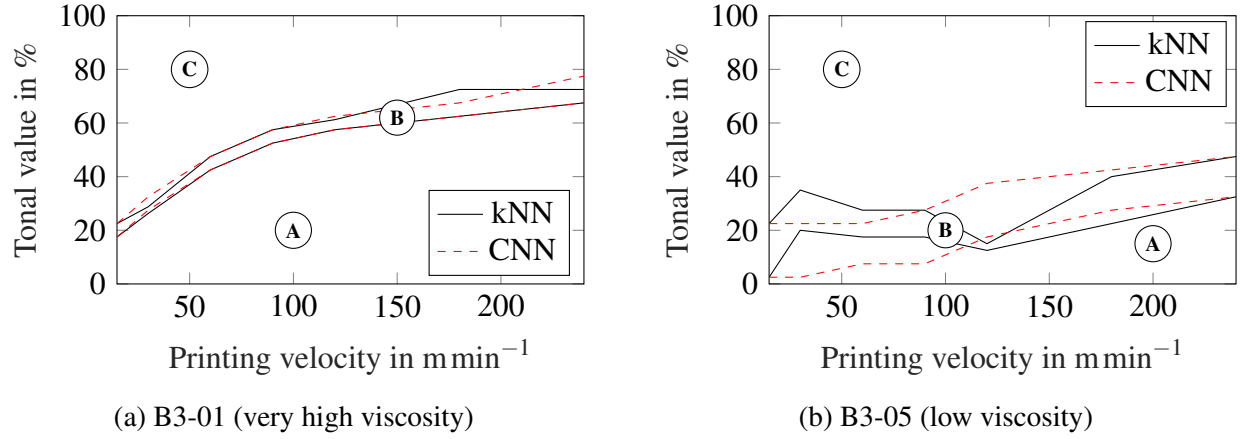 100
80
60
40
20
0
Tonal value in %
C
B
A
kNN
CNN
50
100
150
200
Printing velocity in m min⁻¹
(a) B3-01 (very high viscosity)
100
80
60
40
20
0
Tonal value in %
kNN
CNN
C
B
A
50
100
150
200
Printing velocity in m min⁻¹
(b) B3-05 (low viscosity)